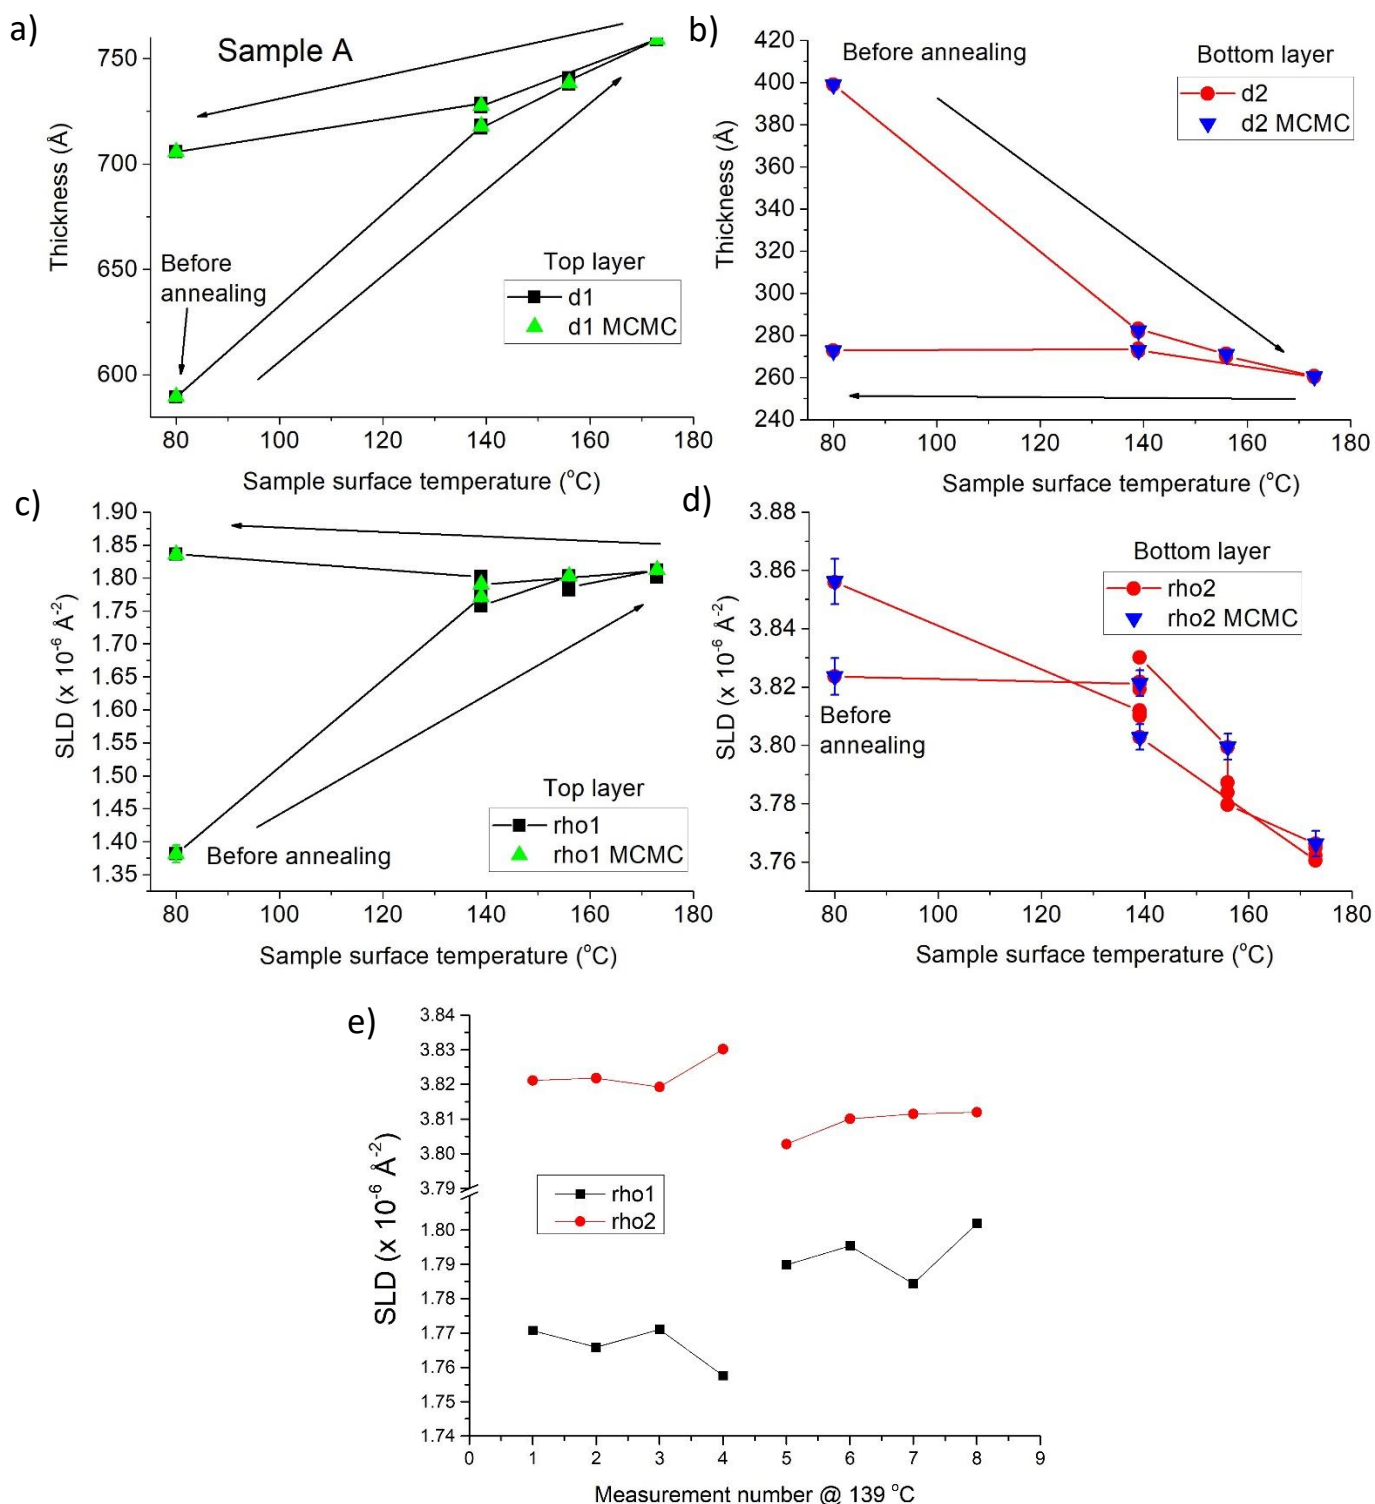 a)
Sample A
750
700
650
600
Thickness (Å)
Before
annealing
Top layer
d1
d1 MCMC
80 100 120 140 160 180
Sample surface temperature (°C)
b)
420
400
380
360
340
320
300
280
260
240
Thickness (Å)
Before annealing
Bottom layer
d2
d2 MCMC
80 100 120 140 160 180
Sample surface temperature (°C)
c)
1.90
1.85
1.80
1.75
1.70
1.65
1.60
1.55
1.50
1.45
1.40
1.35
SLD (x 10⁻⁶ Å⁻²)
Top layer
rho1
rho1 MCMC
Before annealing
80 100 120 140 160 180
Sample surface temperature (°C)
d)
3.88
3.86
3.84
3.82
3.80
3.78
3.76
SLD (x 10⁻⁶ Å⁻²)
Bottom layer
rho2
rho2 MCMC
Before
annealing
80 100 120 140 160 180
Sample surface temperature (°C)
e)
3.84
3.83
3.82
3.81
3.80
3.79
1.80
1.79
1.78
1.77
1.76
1.75
1.74
SLD (x 10⁻⁶ Å⁻²)
rho1
rho2
0 1 2 3 4 5 6 7 8 9
Measurement number @ 139 °C